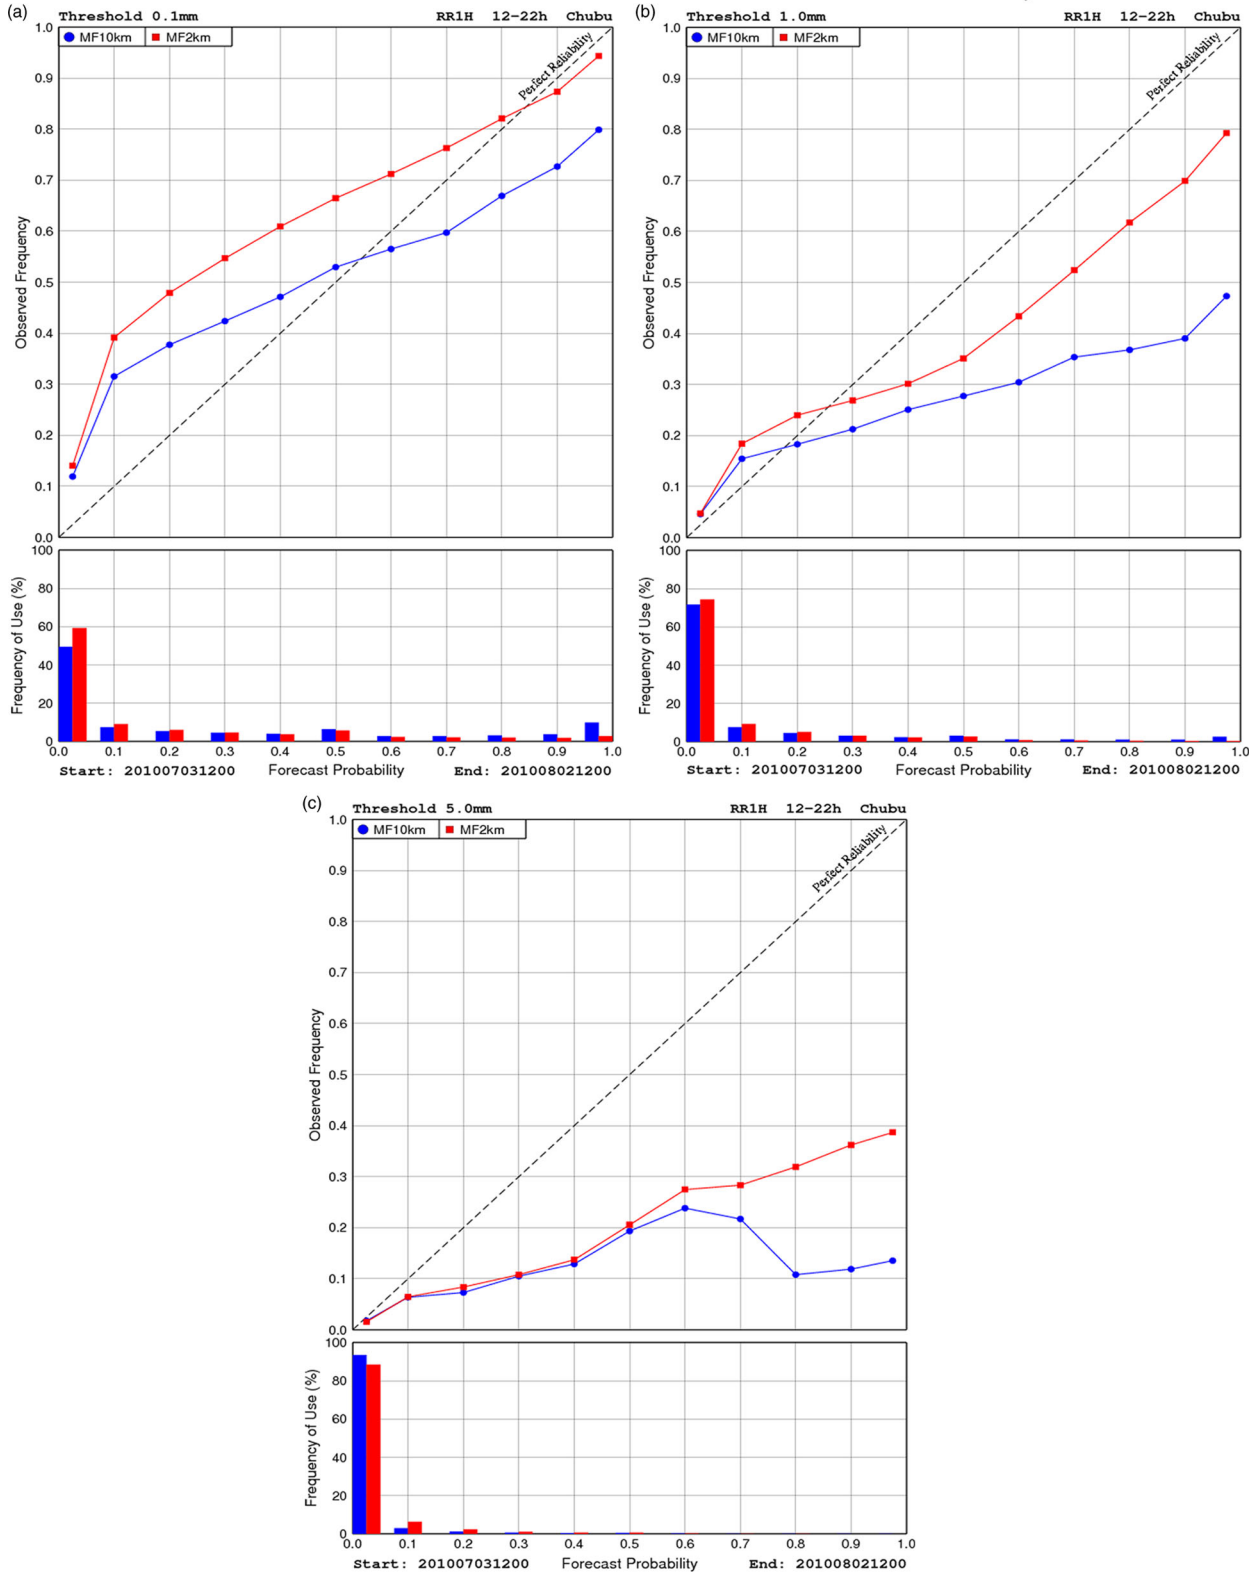 (a)
Threshold 0.1mm RR1H 12-22h Chubu
MF10km MF2km
Perfect Reliability
Observed Frequency
1.0
0.9
0.8
0.7
0.6
0.5
0.4
0.3
0.2
0.1
0.0
Frequency of Use (%)
100
80
60
40
20
0
0.0 0.1 0.2 0.3 0.4 0.5 0.6 0.7 0.8 0.9 1.0
Start: 201007031200 Forecast Probability End: 201008021200
(b)
Threshold 1.0mm RR1H 12-22h Chubu
MF10km MF2km
Perfect Reliability
Observed Frequency
1.0
0.9
0.8
0.7
0.6
0.5
0.4
0.3
0.2
0.1
0.0
Frequency of Use (%)
100
80
60
40
20
0
0.0 0.1 0.2 0.3 0.4 0.5 0.6 0.7 0.8 0.9 1.0
Start: 201007031200 Forecast Probability End: 201008021200
(c)
Threshold 5.0mm RR1H 12-22h Chubu
MF10km MF2km
Perfect Reliability
Observed Frequency
1.0
0.9
0.8
0.7
0.6
0.5
0.4
0.3
0.2
0.1
0.0
Frequency of Use (%)
100
80
60
40
20
0
0.0 0.1 0.2 0.3 0.4 0.5 0.6 0.7 0.8 0.9 1.0
Start: 201007031200 Forecast Probability End: 201008021200